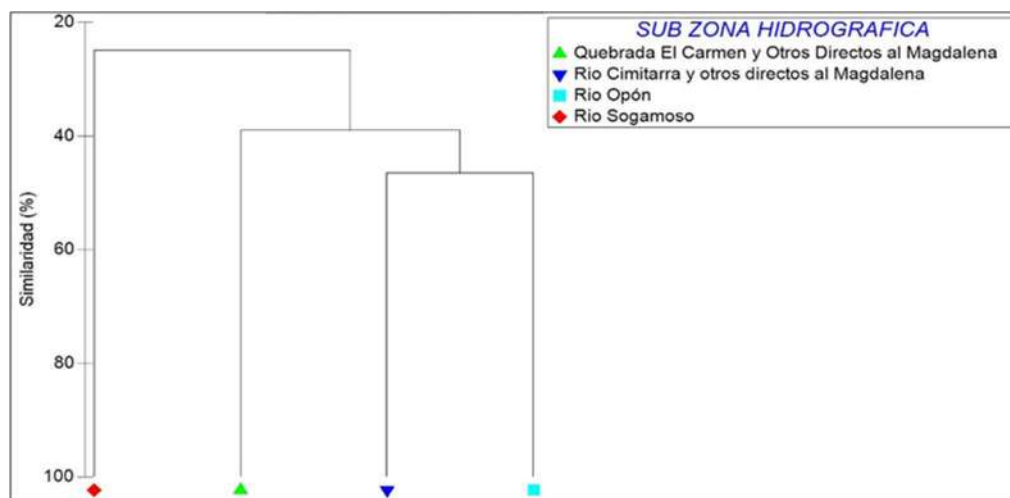 SUB ZONA HIDROGRAFICA
Quebrada El Carmen y Otros Directos al Magdalena
Rio Cimitarra y otros directos al Magdalena
Rio Opón
Rio Sogamoso
20
40
60
80
100
Similaridad (%)